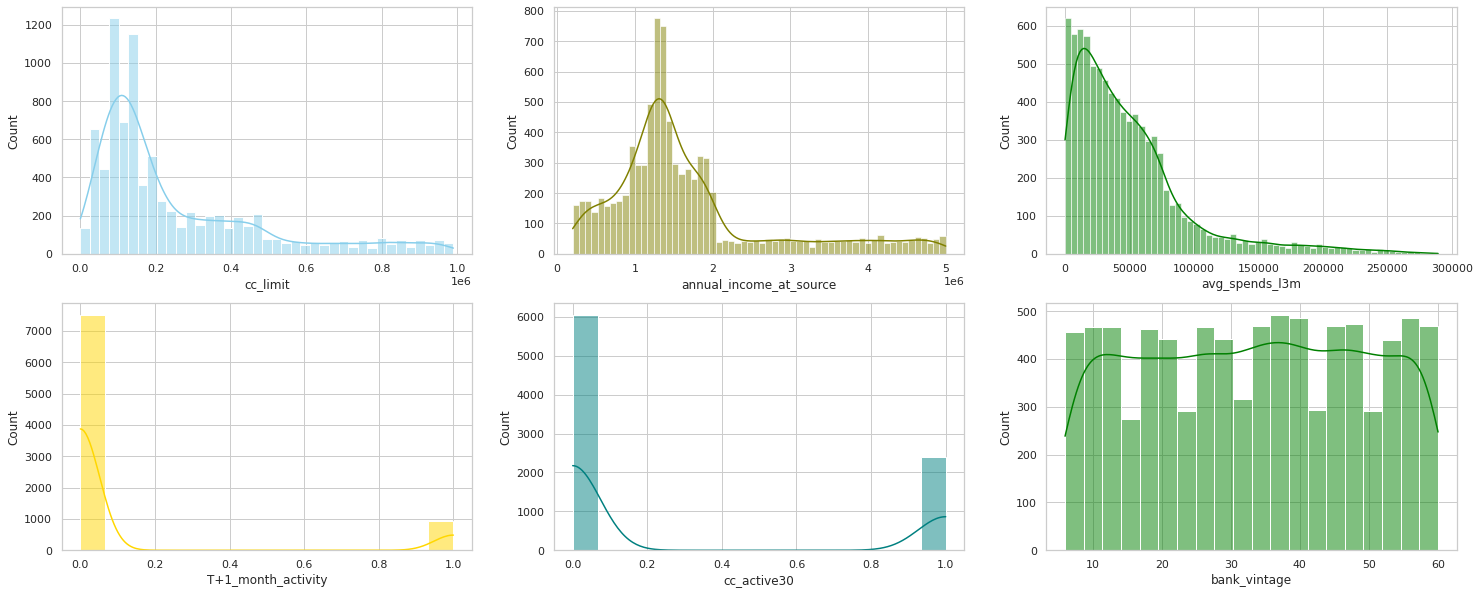 Count
1200
1000
800
600
400
200
0
0.0 0.2 0.4 0.6 0.8 1.0
1e6
cc_limit
Count
800
700
600
500
400
300
200
100
0
0 1 2 3 4 5
1e6
annual_income_at_source
Count
600
500
400
300
200
100
0
0 50000 100000 150000 200000 250000 300000
avg_spends_l3m
Count
7000
6000
5000
4000
3000
2000
1000
0
0.0 0.2 0.4 0.6 0.8 1.0
T+1_month_activity
Count
6000
5000
4000
3000
2000
1000
0
0.0 0.2 0.4 0.6 0.8 1.0
cc_active30
Count
500
400
300
200
100
0
10 20 30 40 50 60
bank_vintage